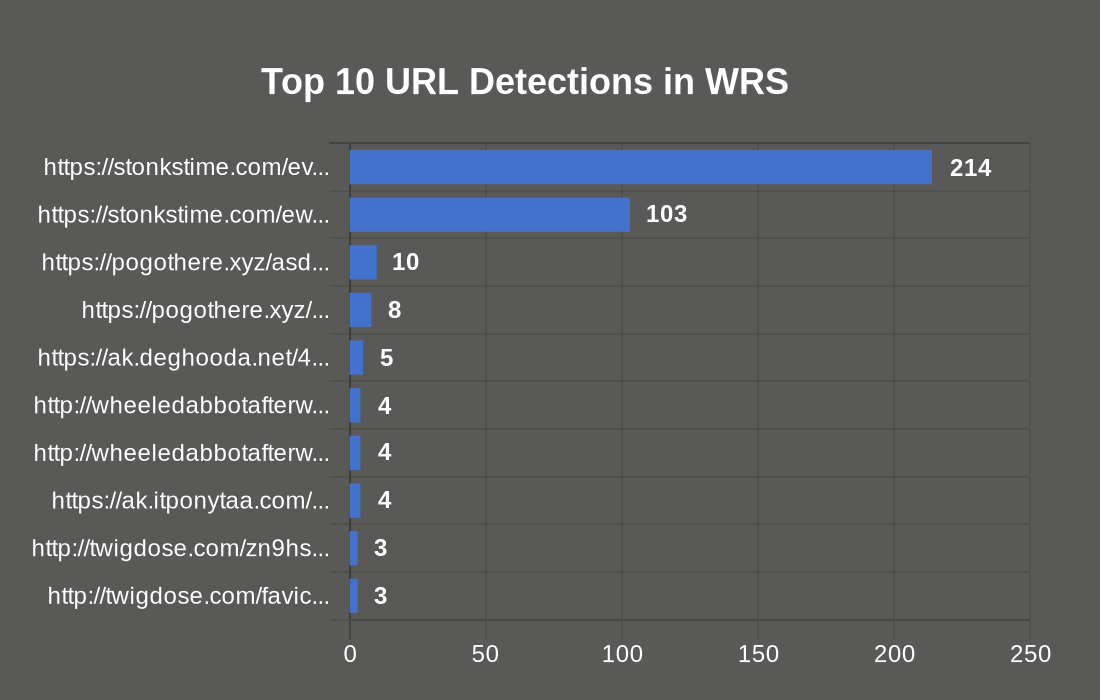 Top 10 URL Detections in WRS
https://stonkstime.com/ev... 214
https://stonkstime.com/ew... 103
https://pogothere.xyz/asd... 10
https://pogothere.xyz/... 8
https://ak.deghooda.net/4... 5
http://wheeledabbotafterw... 4
http://wheeledabbotafterw... 4
https://ak.itponytaa.com/... 4
http://twigdose.com/zn9hs... 3
http://twigdose.com/favic... 3
0 50 100 150 200 250